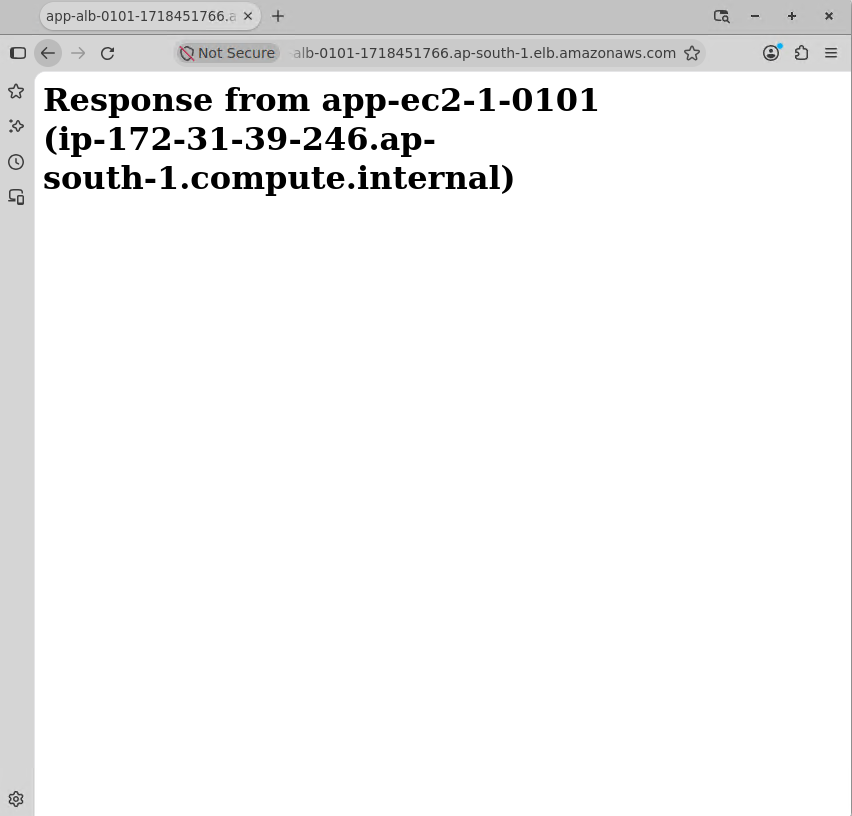 app-alb-0101-1718451766.a
Not Secure
-alb-0101-1718451766.ap-south-1.elb.amazonaws.com
Response from app-ec2-1-0101
(ip-172-31-39-246.ap-
south-1.compute.internal)